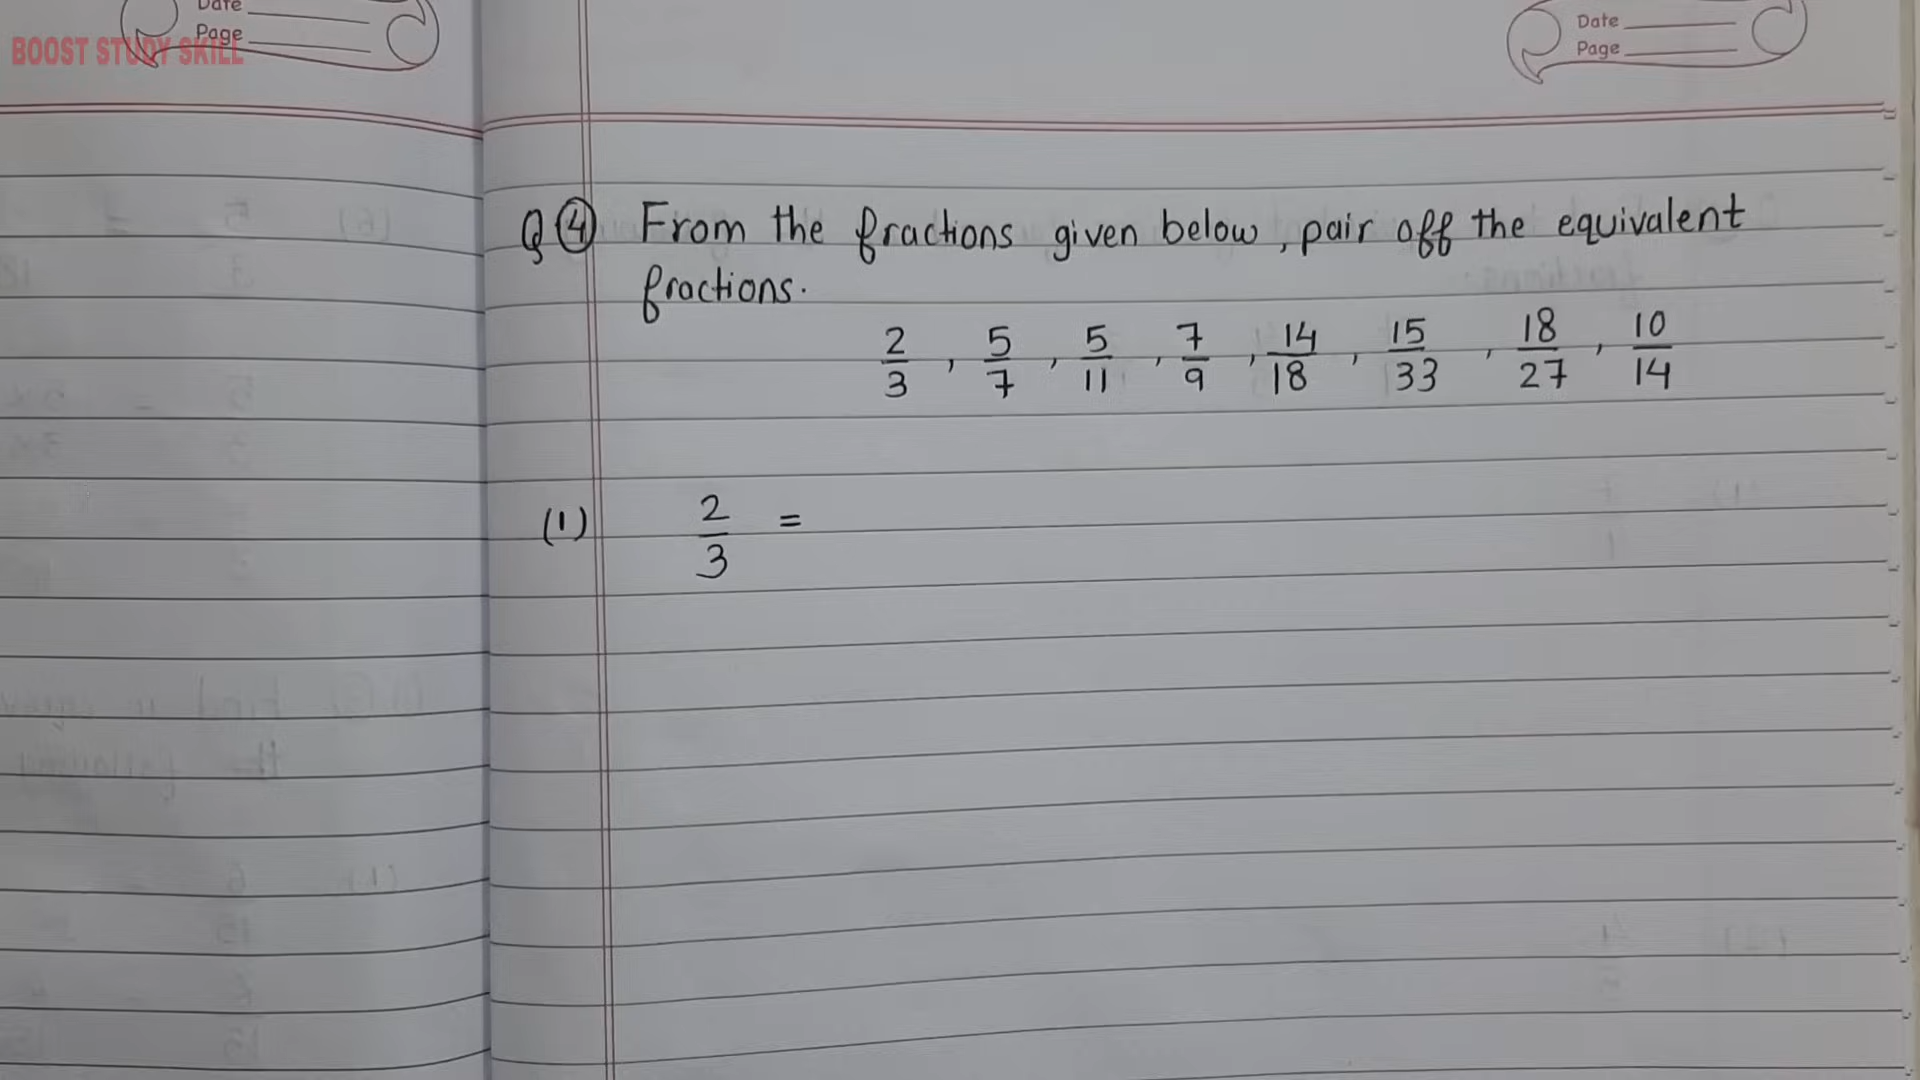 Date
Page
BOOST STUDY SKILL
Date
Page
Q ④ From the fractions given below, pair off the equivalent
fractions.
2/3 , 5/7 , 5/11 , 7/9 , 14/18 , 15/33 , 18/27 , 10/14
(1) 2/3 =